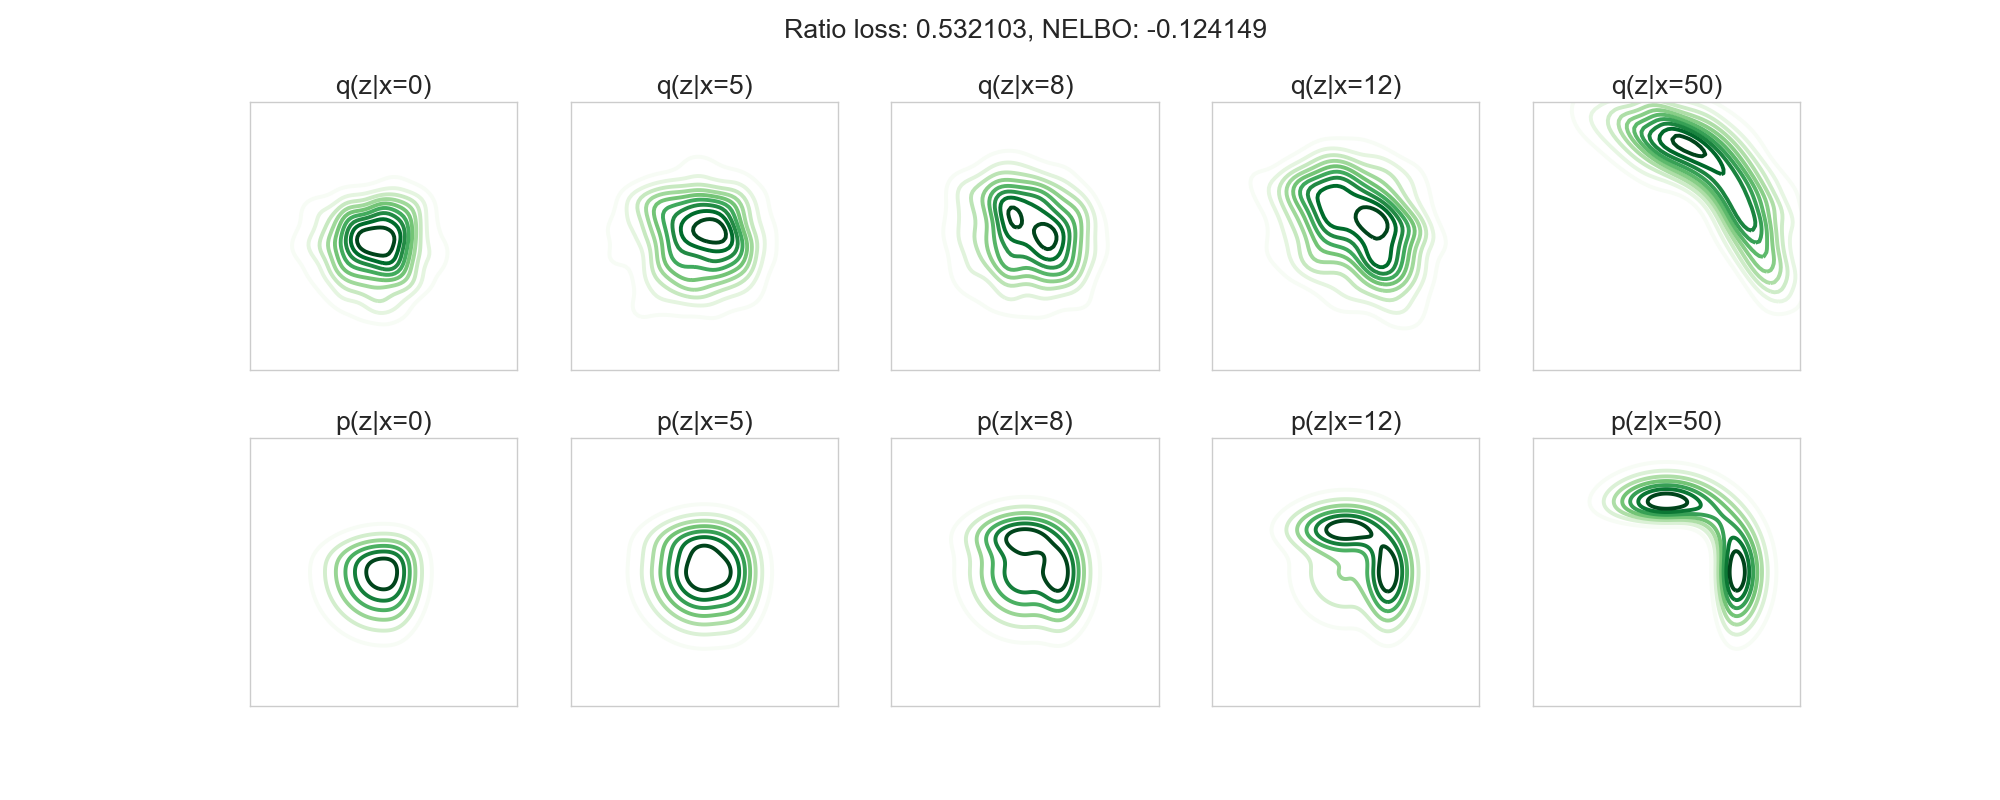 Ratio loss: 0.532103, NELBO: -0.124149
q(z|x=0) q(z|x=5) q(z|x=8) q(z|x=12) q(z|x=50)
p(z|x=0) p(z|x=5) p(z|x=8) p(z|x=12) p(z|x=50)